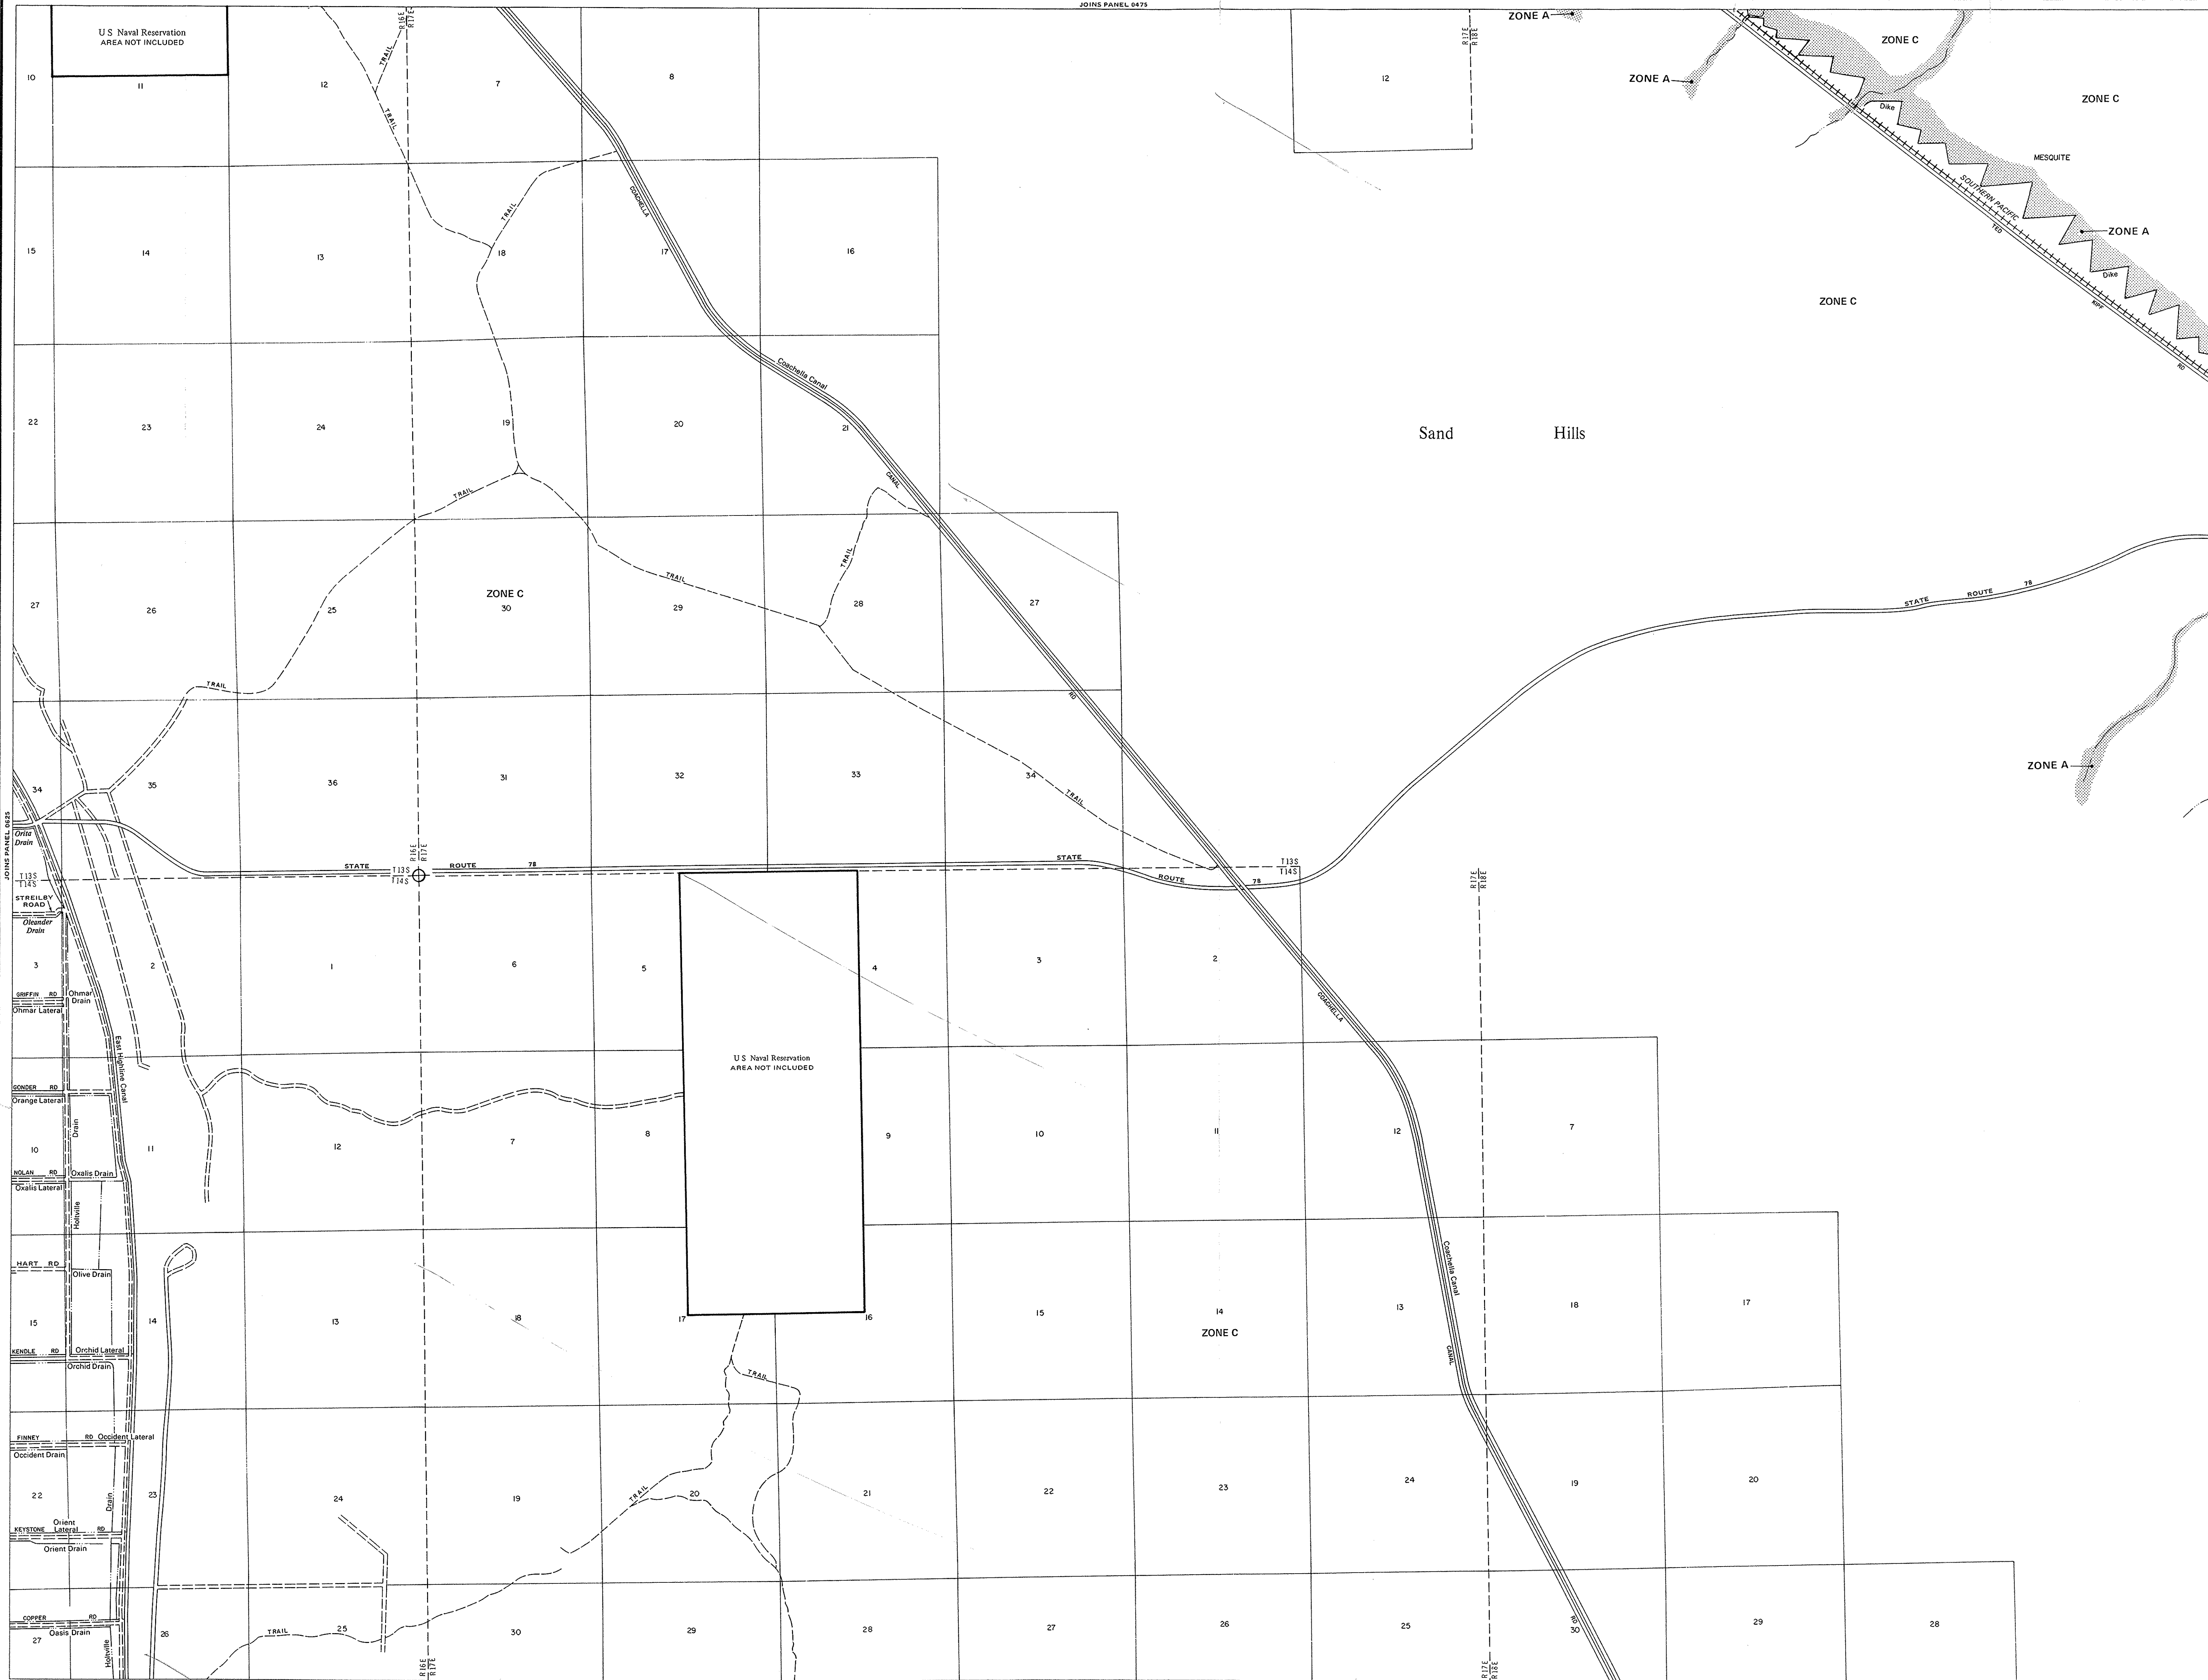 JOINS PANEL 0475
U S Naval Reservation
AREA NOT INCLUDED
R16E
R17E
TRAIL
TRAIL
R17E
R18E
ZONE A
ZONE C
ZONE A
ZONE C
10
11
12
7
8
12
Dike
MESQUITE
COACHELLA
TRAIL
SOUTHERN PACIFIC
TED
ZONE A
Dike
KIPF
RD
15
14
13
18
17
16
ZONE C
Coachella Canal
22
23
24
19
20
21
Sand Hills
CANAL
TRAIL
TRAIL
TRAIL
ZONE C
27
26
25
30
29
28
27
STATE ROUTE 78
TRAIL
RD
34
35
36
31
32
33
34
TRAIL
ZONE A
JOINS PANEL 0625
Orita
Drain
R16E
R17E
STATE ROUTE 78
STATE
ROUTE 78
T13S
T14S
T13S
T14S
T13S
T14S
R17E
R18E
STREILBY
ROAD
Oleander
Drain
3
2
1
6
5
4
3
2
GRIFFIN RD
Ohmar
Drain
Ohmar Lateral
COACHELLA
East Highline Canal
U S Naval Reservation
AREA NOT INCLUDED
GONDER RD
Orange Lateral
Drain
10
11
12
7
8
9
10
11
12
7
NOLAN RD
Oxalis Drain
Oxalis Lateral
Holtville
HART RD
Olive Drain
Coachella Canal
15
14
13
18
17
16
15
14
13
18
17
ZONE C
KENDLE RD
Orchid Lateral
Orchid Drain
CANAL
TRAIL
FINNEY RD
Occident Lateral
Occident Drain
22
23
24
19
20
21
22
23
24
19
20
TRAIL
Drain
Orient
Lateral
KEYSTONE RD
Orient Drain
COPPER RD
Oasis Drain
27
26
25
30
29
28
27
26
25
30
29
28
TRAIL
RD
Holtville
R16E
R17E
R17E
R18E